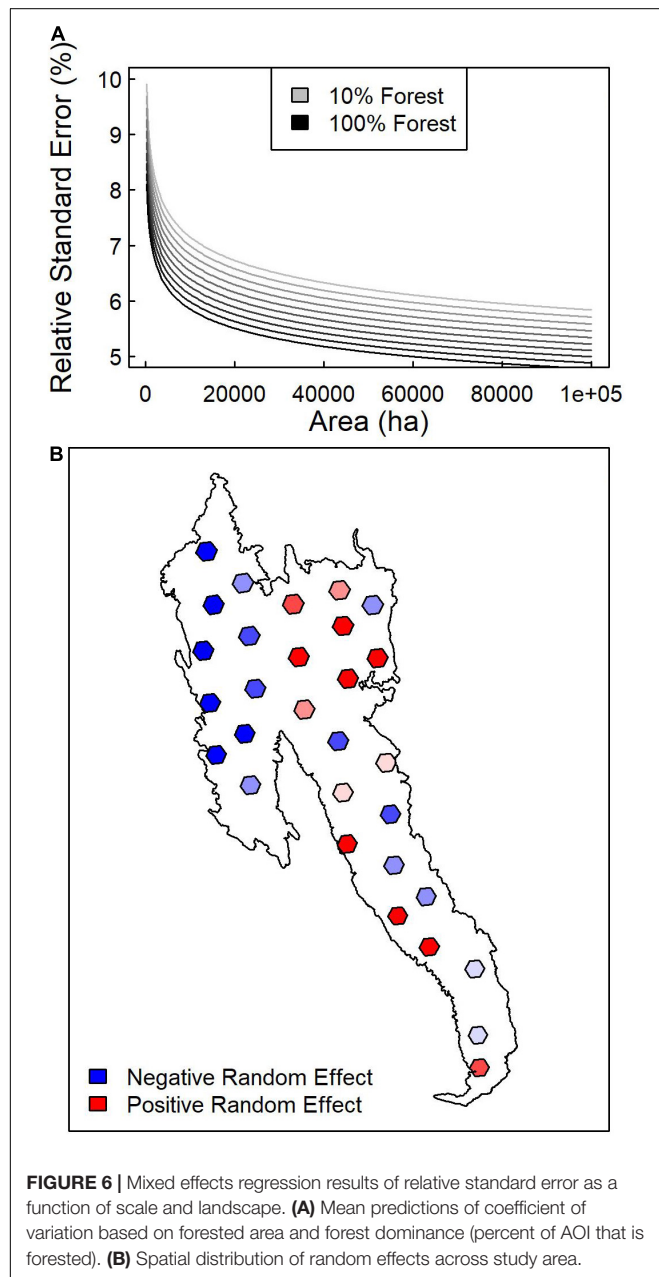 A
Relative Standard Error (%)
10
9
8
7
6
5
10% Forest
100% Forest
0 20000 40000 60000 80000 1e+05
Area (ha)
B
Negative Random Effect
Positive Random Effect
FIGURE 6 | Mixed effects regression results of relative standard error as a
function of scale and landscape. (A) Mean predictions of coefficient of
variation based on forested area and forest dominance (percent of AOI that is
forested). (B) Spatial distribution of random effects across study area.